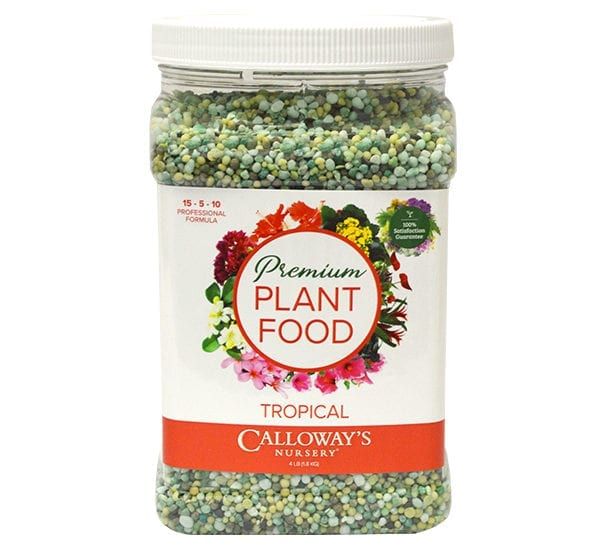 15 - 5 - 10
PROFESSIONAL
FORMULA
100%
Satisfaction
Guarantee
Premium
PLANT
FOOD
TROPICAL
CALLOWAY'S
NURSERY®
4 LB (1.8 KG)